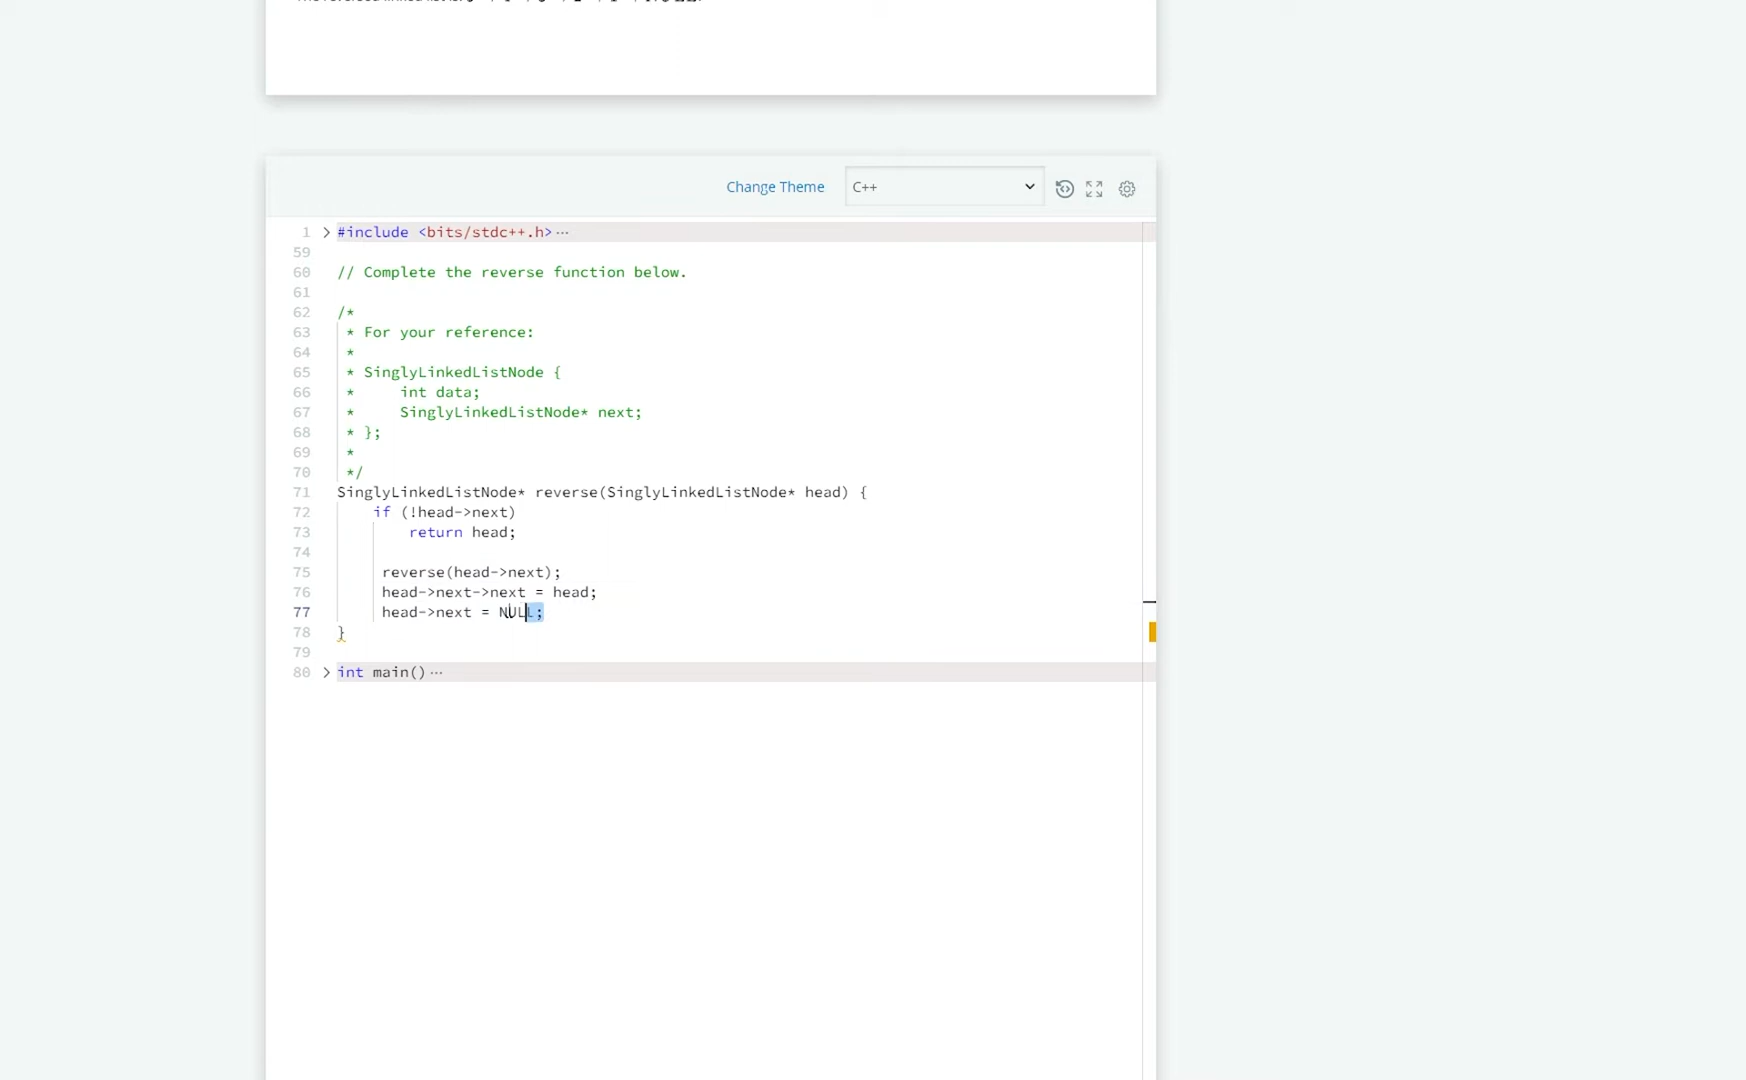 Change Theme C++
1 > #include <bits/stdc++.h> ...
59
60 // Complete the reverse function below.
61
62 /*
63 * For your reference:
64 *
65 * SinglyLinkedListNode {
66 * int data;
67 * SinglyLinkedListNode* next;
68 * };
69 *
70 */
71 SinglyLinkedListNode* reverse(SinglyLinkedListNode* head) {
72 if (!head->next)
73 return head;
74
75 reverse(head->next);
76 head->next->next = head;
77 head->next = NULL;
78 }
79
80 > int main() ...